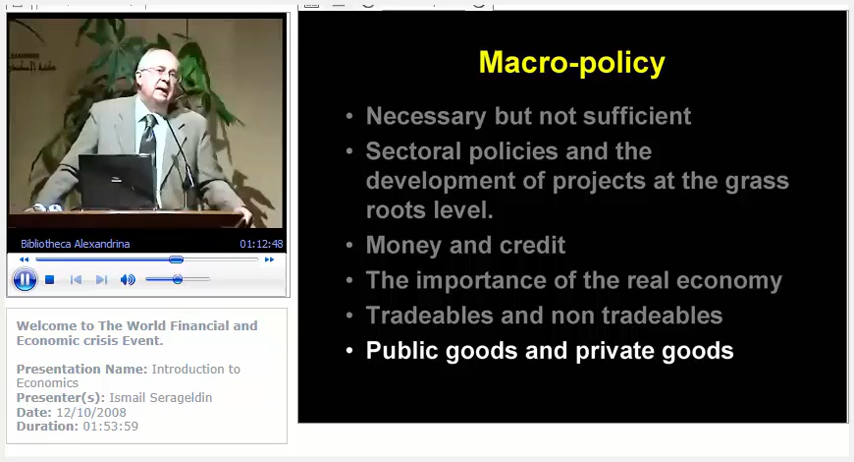 Macro-policy
• Necessary but not sufficient
• Sectoral policies and the
development of projects at the grass
roots level.
• Money and credit
• The importance of the real economy
• Tradeables and non tradeables
• Public goods and private goods
Bibliotheca Alexandrina 01:12:48
Welcome to The World Financial and
Economic crisis Event.
Presentation Name: Introduction to
Economics
Presenter(s): Ismail Serageldin
Date: 12/10/2008
Duration: 01:53:59